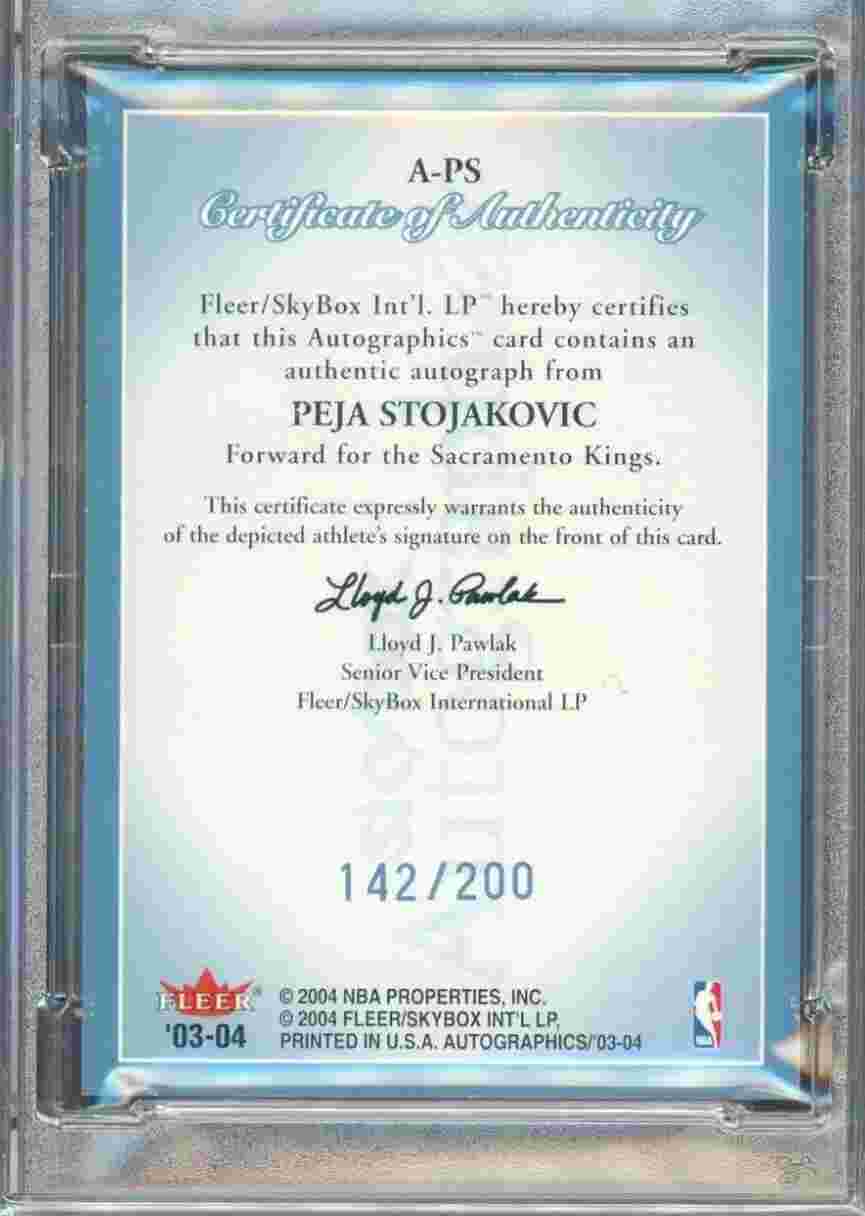 A-PS
Certificate of Authenticity
Fleer/SkyBox Int'l. LP™ hereby certifies
that this Autographics™ card contains an
authentic autograph from
PEJA STOJAKOVIC
Forward for the Sacramento Kings.
This certificate expressly warrants the authenticity
of the depicted athlete's signature on the front of this card.
Lloyd J. Pawlak
Lloyd J. Pawlak
Senior Vice President
Fleer/SkyBox International LP
142/200
FLEER®
'03-04
© 2004 NBA PROPERTIES, INC.
© 2004 FLEER/SKYBOX INT'L LP.
PRINTED IN U.S.A. AUTOGRAPHICS/'03-04